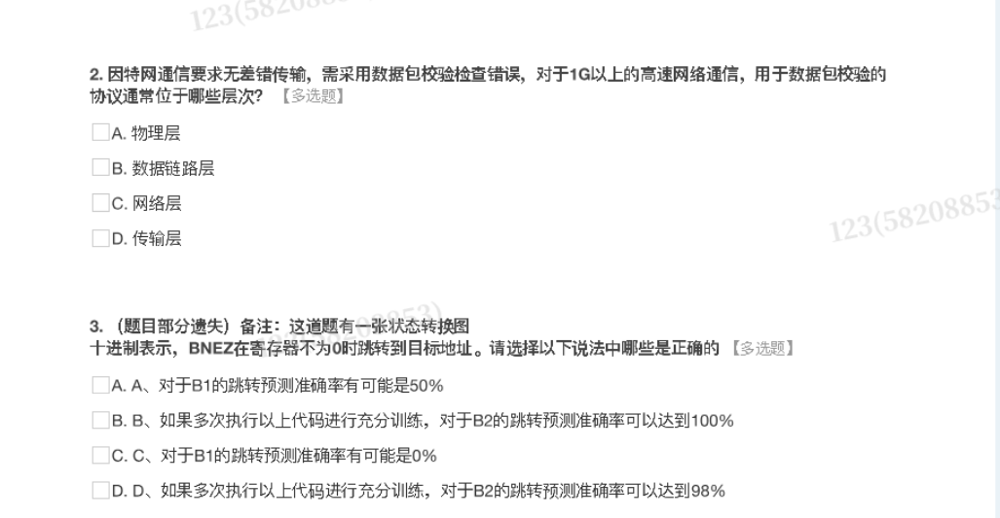 123(58208853
2. 因特网通信要求无差错传输，需采用数据包校验检查错误，对于1G以上的高速网络通信，用于数据包校验的
协议通常位于哪些层次？ 【多选题】
A. 物理层
B. 数据链路层
C. 网络层
123(58208853
D. 传输层
3. （题目部分遗失）备注：这道题有一张状态转换图
十进制表示，BNEZ在寄存器不为0时跳转到目标地址。请选择以下说法中哪些是正确的 【多选题】
A. A、对于B1的跳转预测准确率有可能是50%
B. B、如果多次执行以上代码进行充分训练，对于B2的跳转预测准确率可以达到100%
C. C、对于B1的跳转预测准确率有可能是0%
D. D、如果多次执行以上代码进行充分训练，对于B2的跳转预测准确率可以达到98%